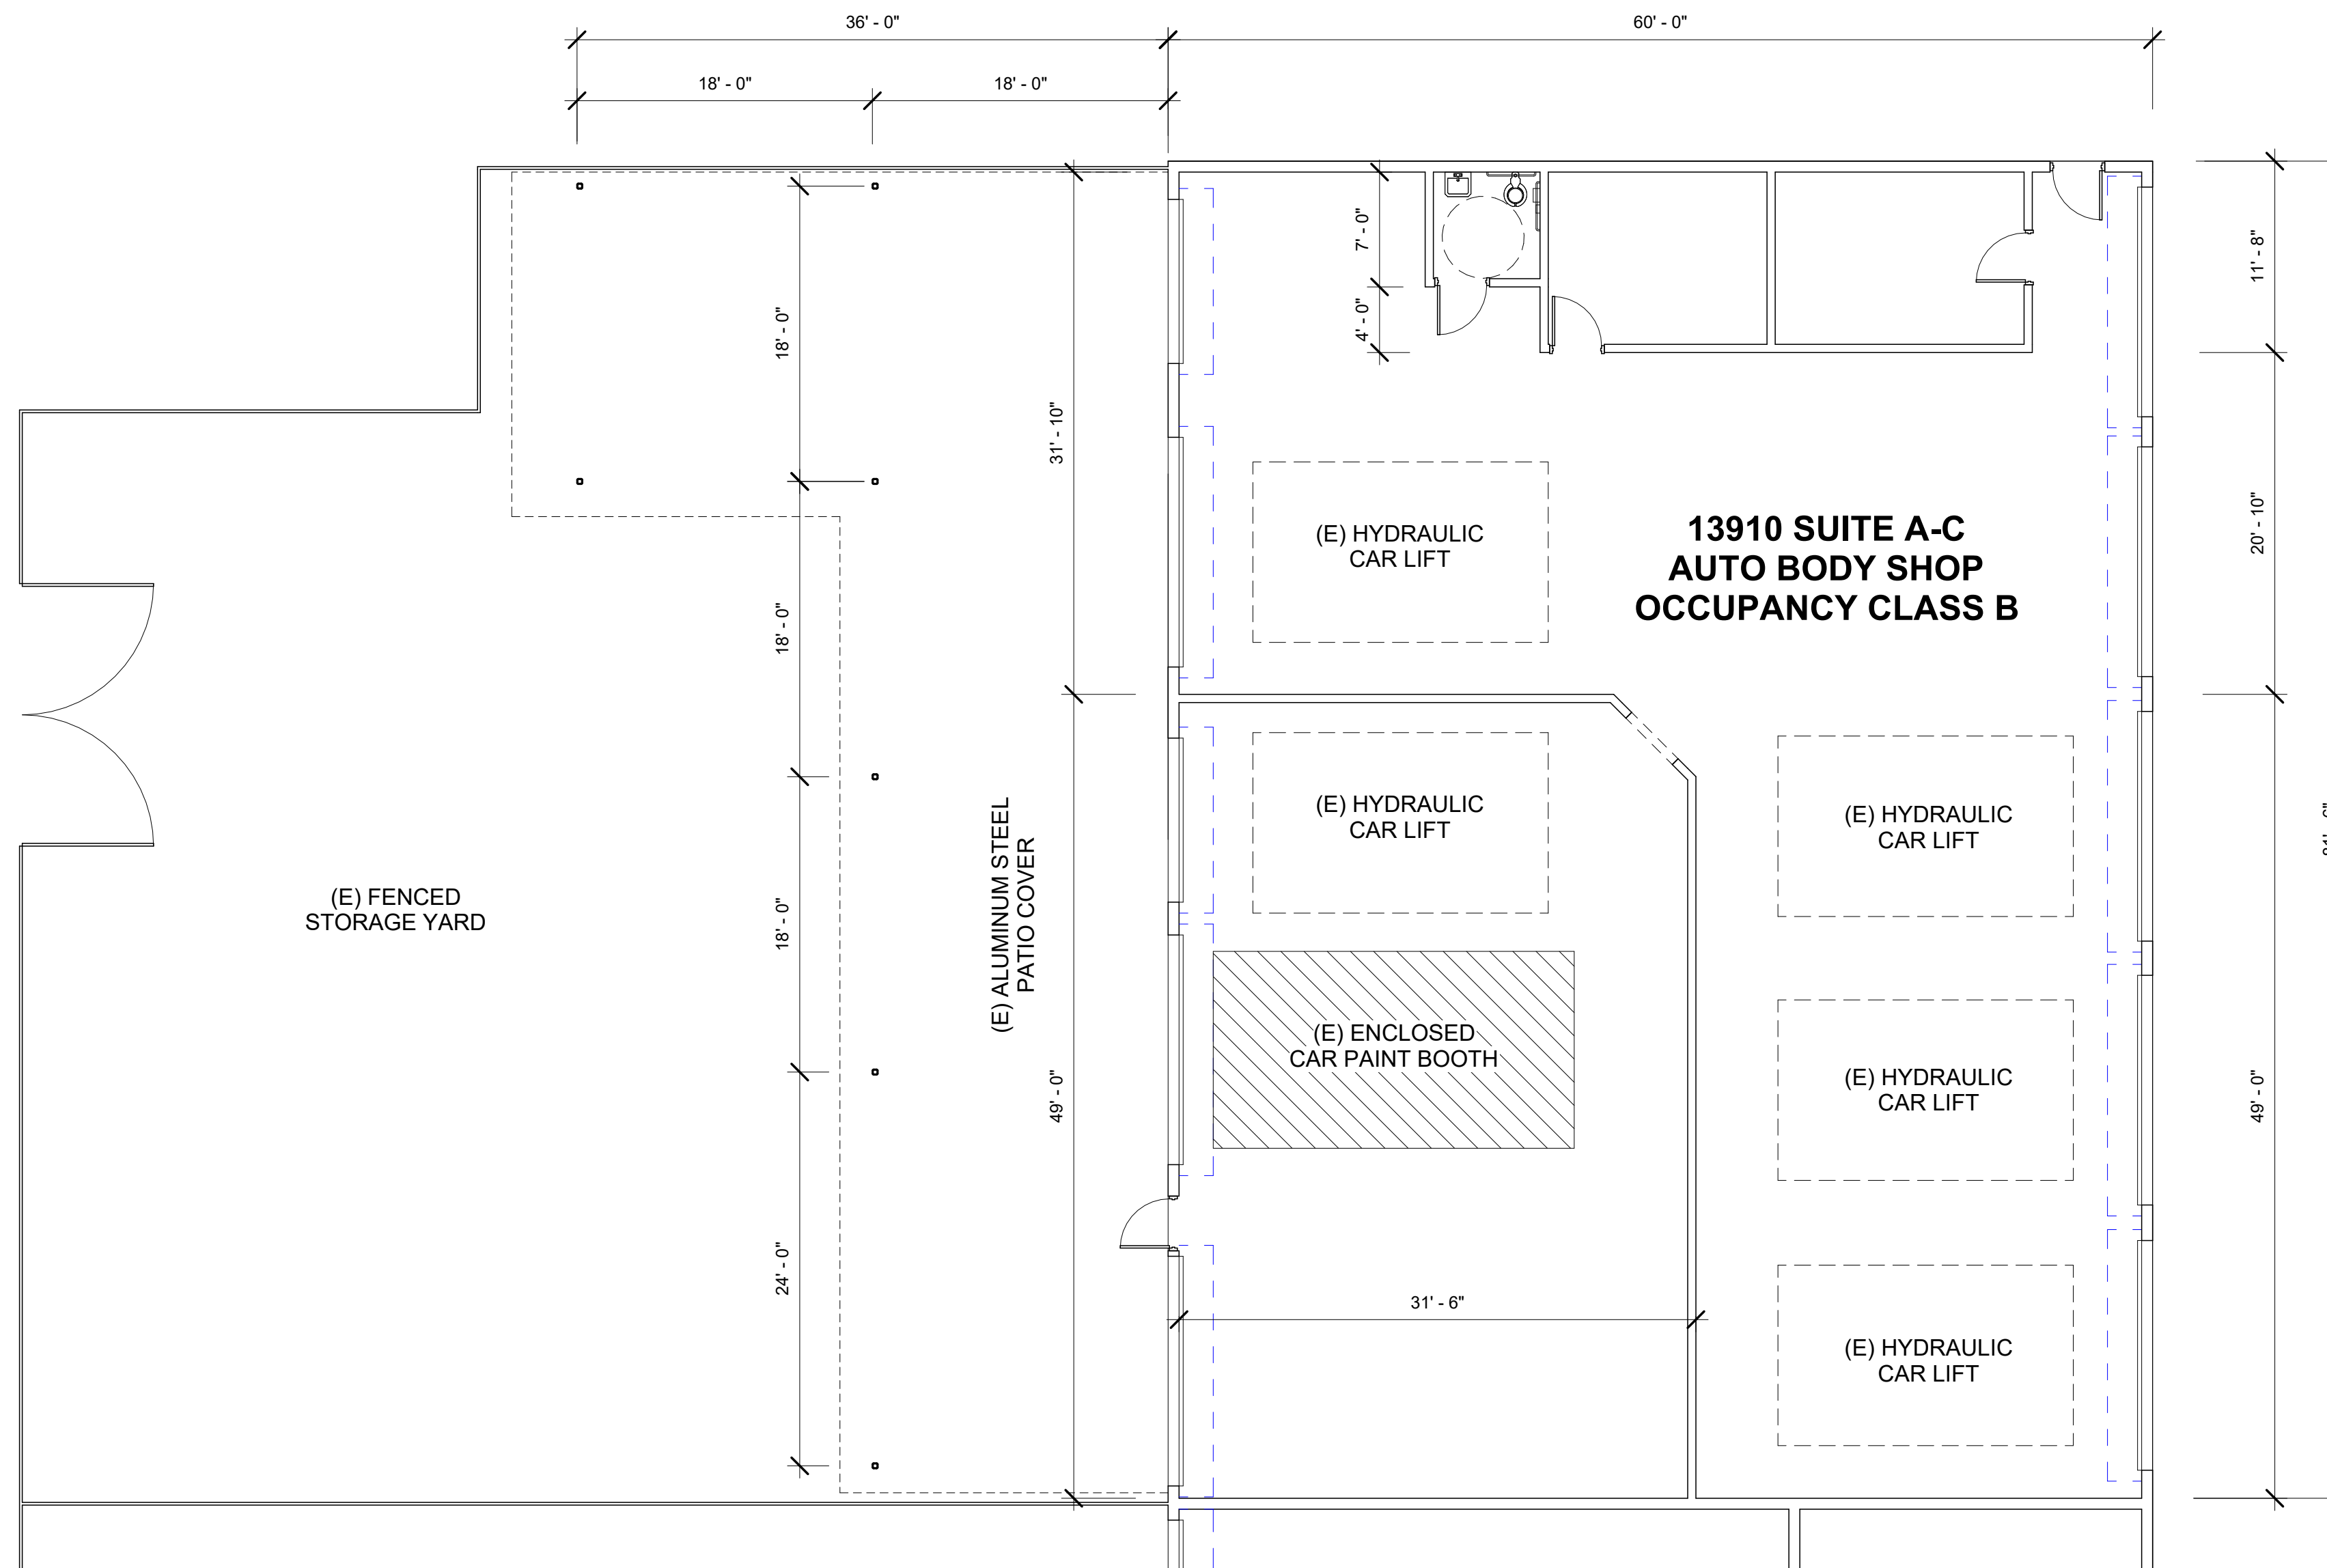 36' - 0"
60' - 0"
18' - 0"
18' - 0"
7' - 0"
4' - 0"
11' - 8"
18' - 0"
31' - 10"
20' - 10"
(E) HYDRAULIC
CAR LIFT
13910 SUITE A-C
AUTO BODY SHOP
OCCUPANCY CLASS B
18' - 0"
(E) HYDRAULIC
CAR LIFT
(E) HYDRAULIC
CAR LIFT
(E) FENCED
STORAGE YARD
18' - 0"
(E) ALUMINUM STEEL
PATIO COVER
(E) ENCLOSED
CAR PAINT BOOTH
49' - 0"
(E) HYDRAULIC
CAR LIFT
49' - 0"
24' - 0"
31' - 6"
(E) HYDRAULIC
CAR LIFT